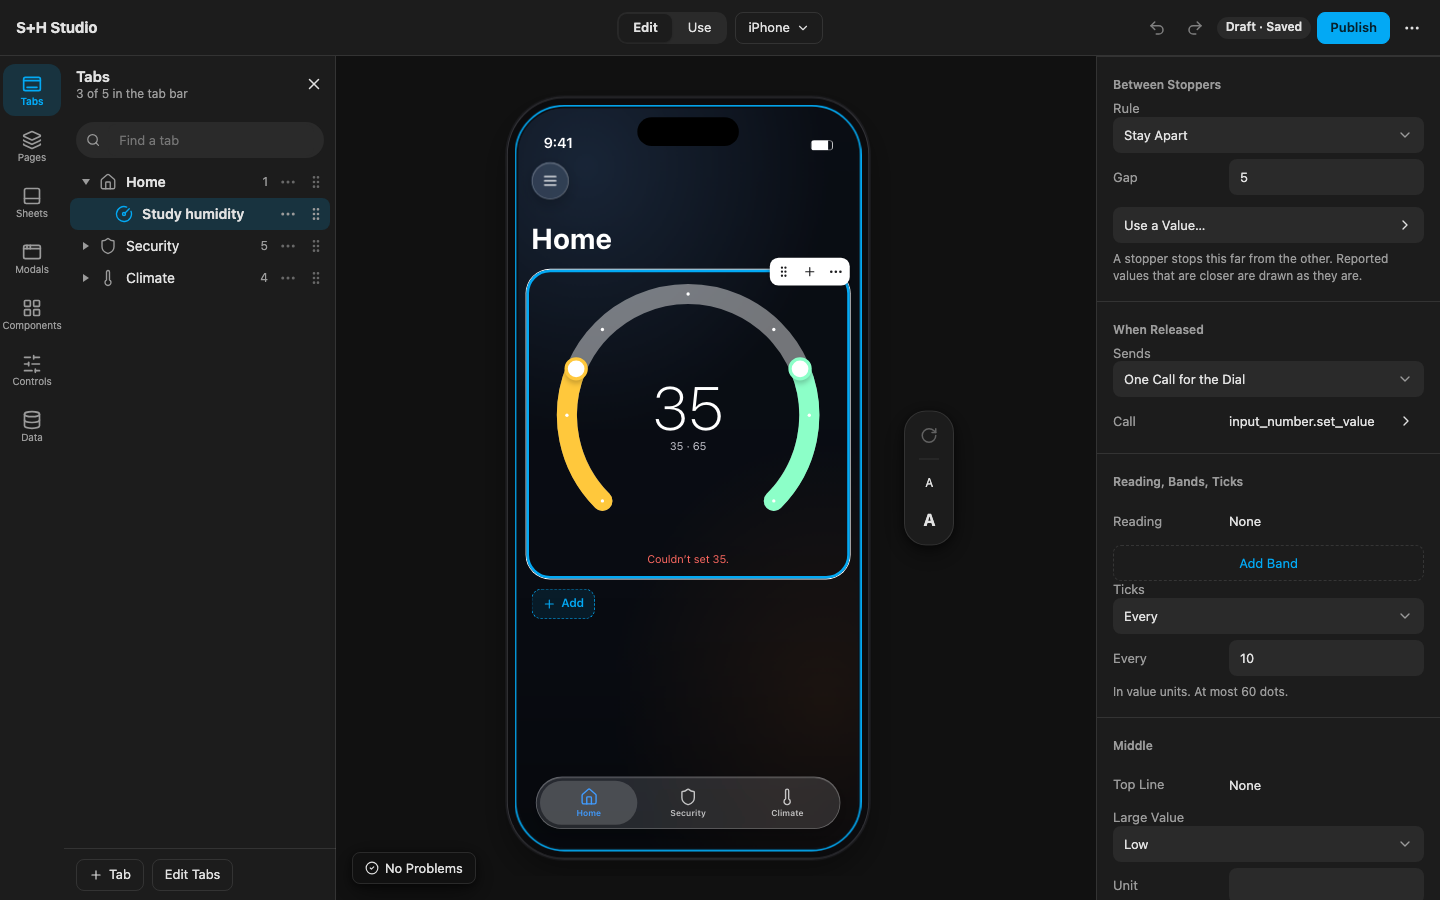 S+H Studio
Edit
Use
iPhone
Draft · Saved
Publish
Tabs
Pages
Sheets
Modals
Components
Controls
Data
Tabs
3 of 5 in the tab bar
Find a tab
Home
1
Study humidity
Security
5
Climate
4
Tab
Edit Tabs
9:41
Home
35
35 · 65
Couldn't set 35.
Add
Home
Security
Climate
A
A
No Problems
Between Stoppers
Rule
Stay Apart
Gap
5
Use a Value...
A stopper stops this far from the other. Reported
values that are closer are drawn as they are.
When Released
Sends
One Call for the Dial
Call
input_number.set_value
Reading, Bands, Ticks
Reading
None
Add Band
Ticks
Every
Every
10
In value units. At most 60 dots.
Middle
Top Line
None
Large Value
Low
Unit